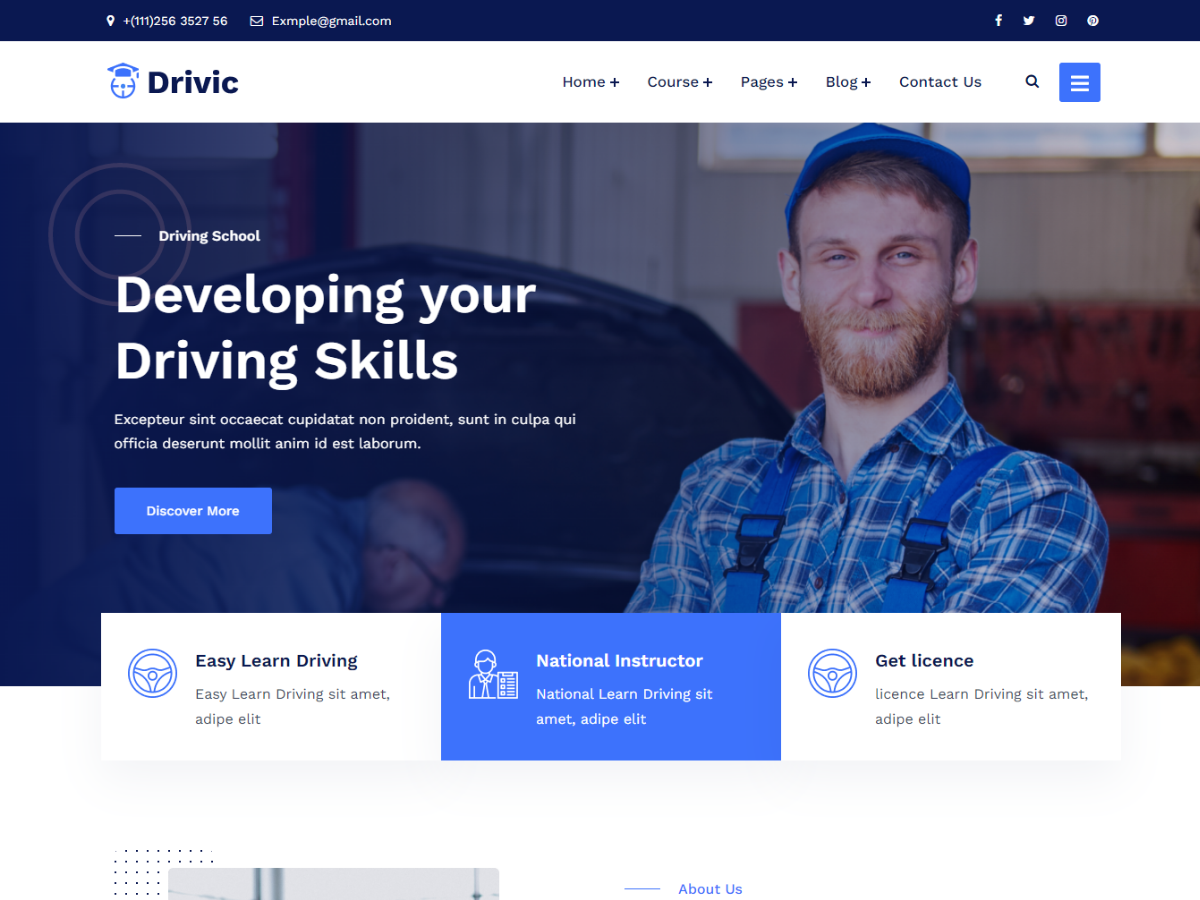 +(111)256 3527 56 Exmple@gmail.com
Drivic
Home + Course + Pages + Blog + Contact Us
Driving School
Developing your
Driving Skills
Excepteur sint occaecat cupidatat non proident, sunt in culpa qui
officia deserunt mollit anim id est laborum.
Discover More
Easy Learn Driving
Easy Learn Driving sit amet,
adipe elit
National Instructor
National Learn Driving sit
amet, adipe elit
Get licence
licence Learn Driving sit amet,
adipe elit
About Us